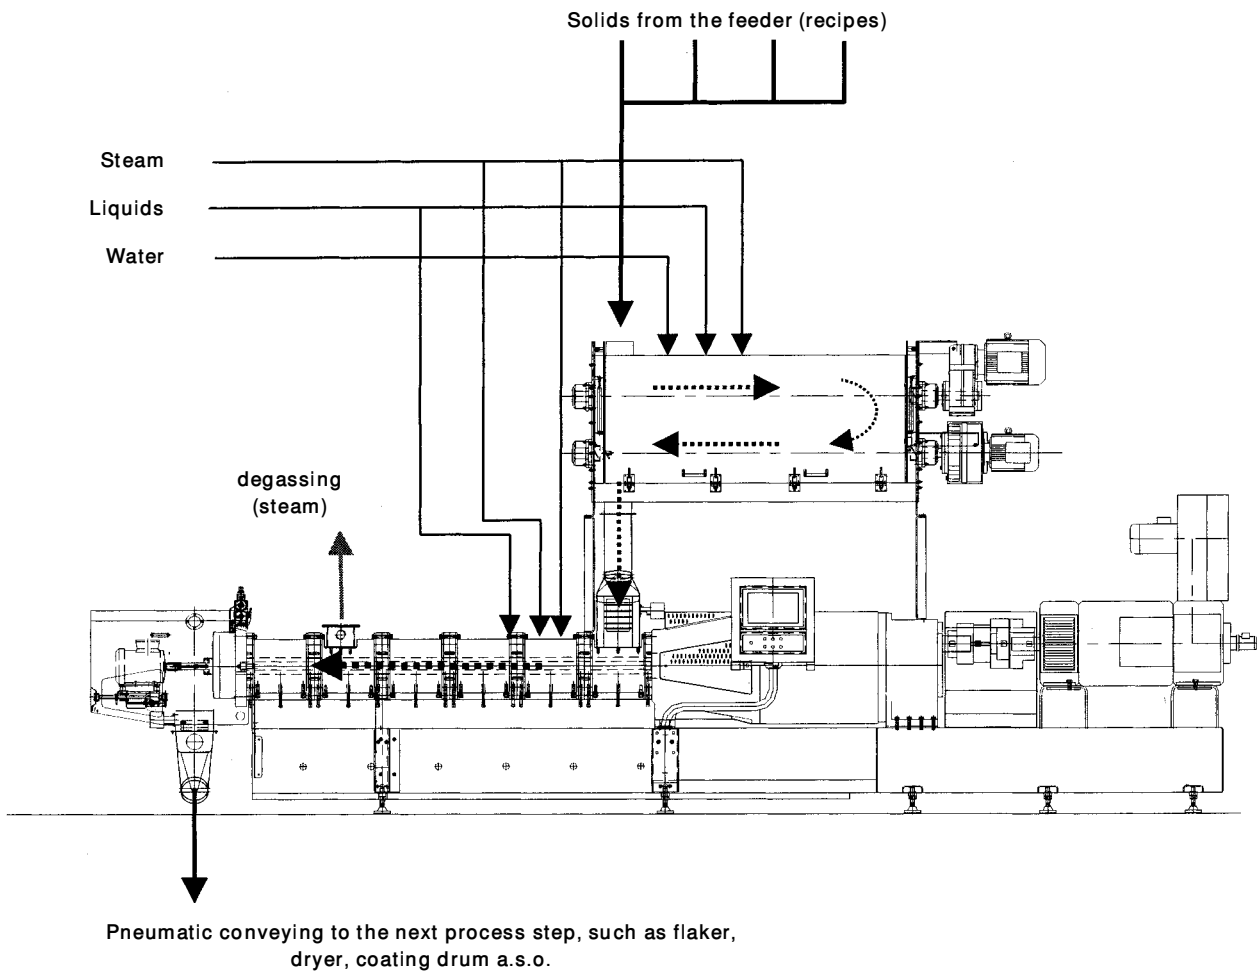 Solids from the feeder (recipes)
Steam
Liquids
Water
degassing
(steam)
Pneumatic conveying to the next process step, such as flaker,
dryer, coating drum a.s.o.